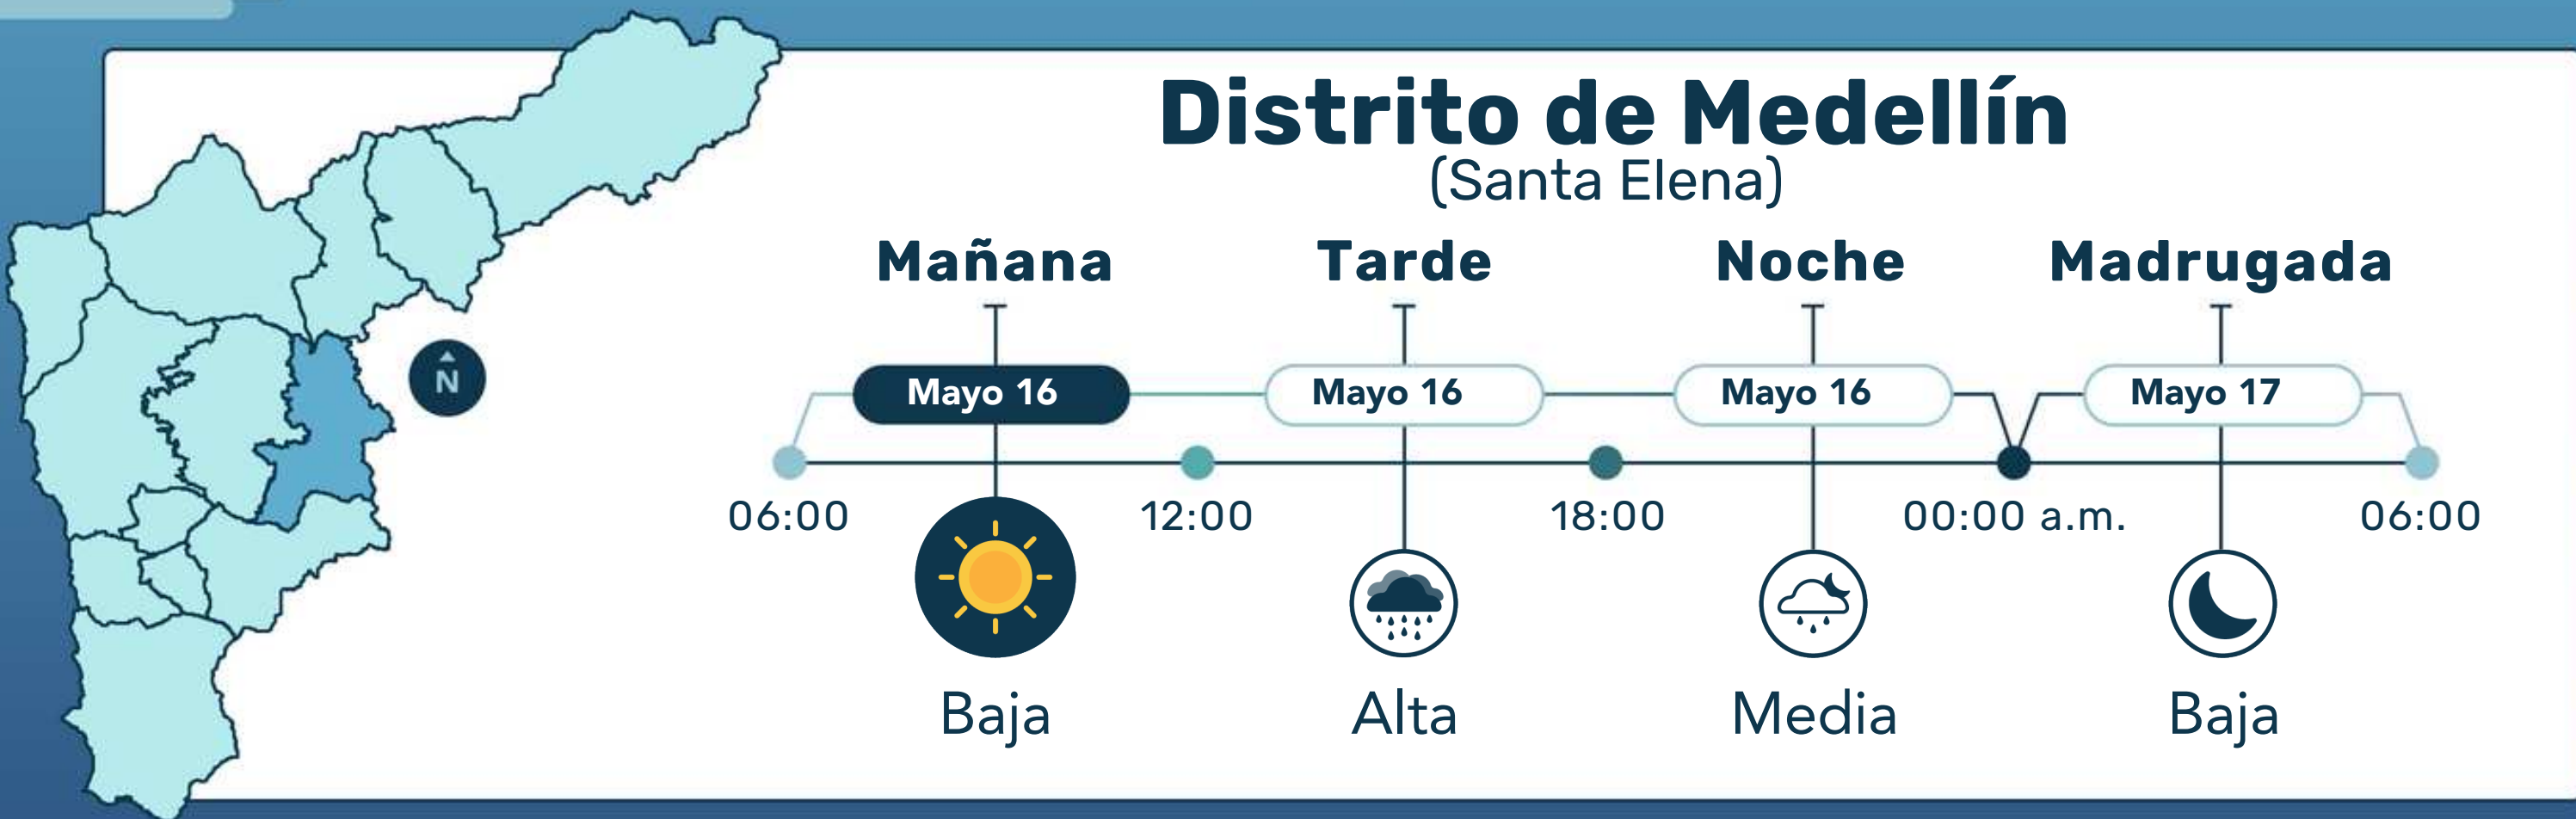 Distrito de Medellín
(Santa Elena)
Mañana Tarde Noche Madrugada
N
Mayo 16 Mayo 16 Mayo 16 Mayo 17
06:00 12:00 18:00 00:00 a.m. 06:00
Baja Alta Media Baja